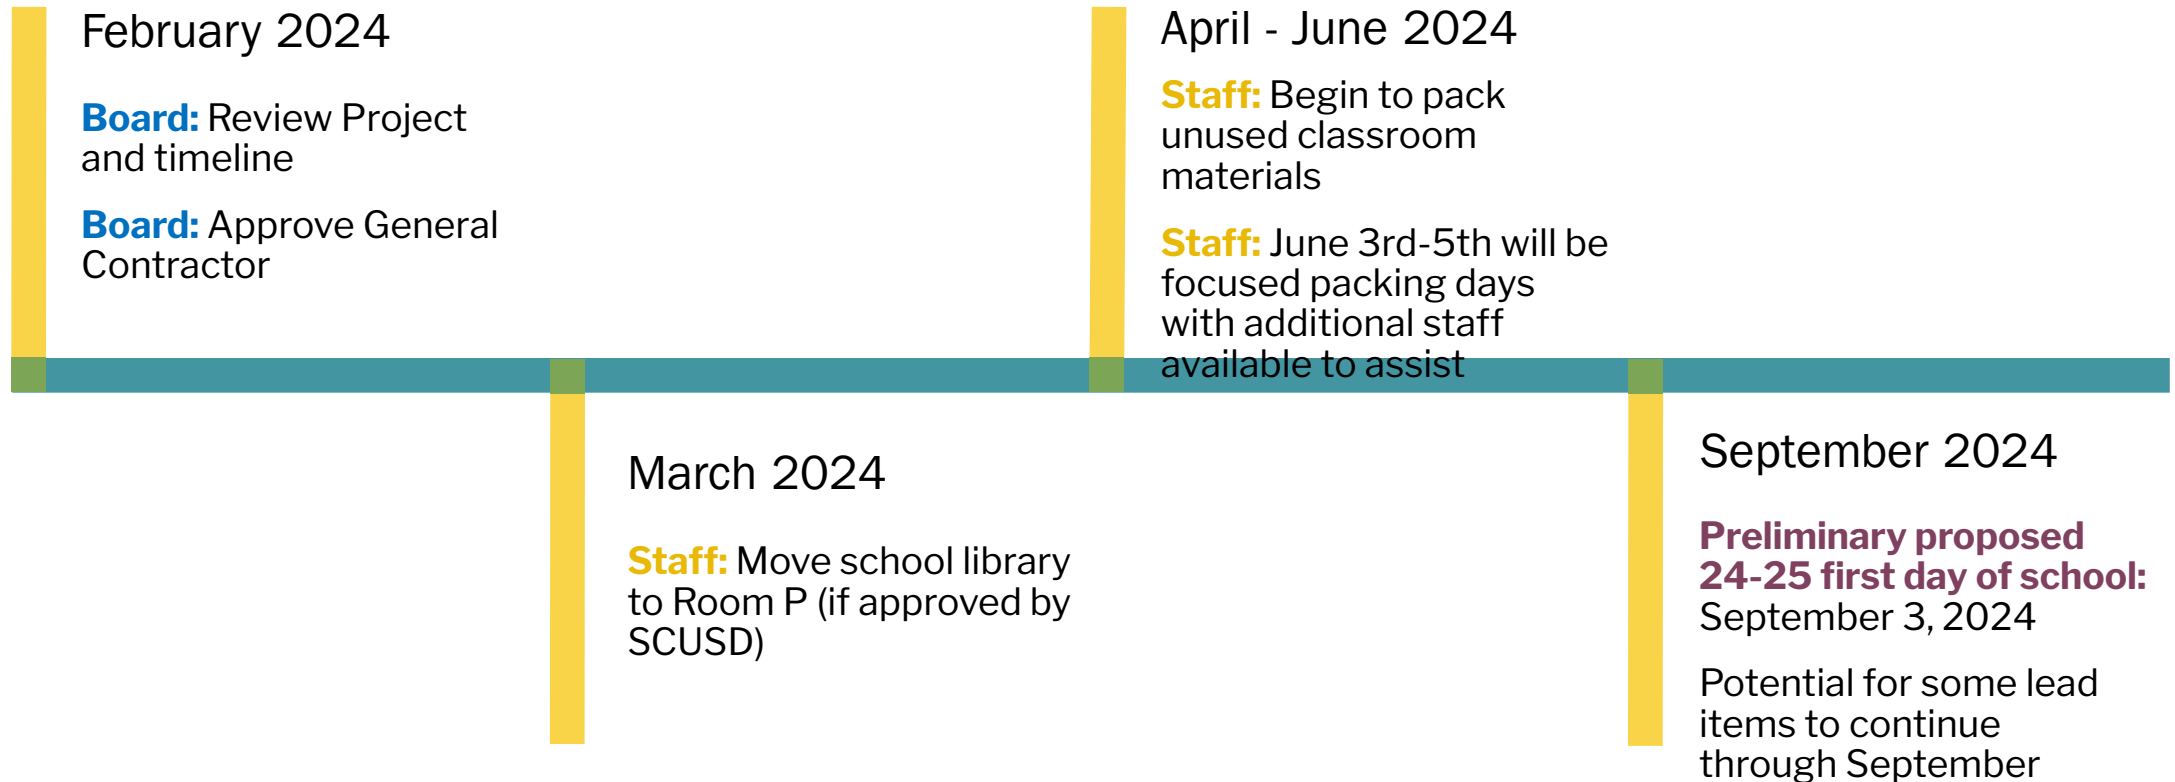 February 2024
Board: Review Project
and timeline
Board: Approve General
Contractor
March 2024
Staff: Move school library
to Room P (if approved by
SCUSD)
April - June 2024
Staff: Begin to pack
unused classroom
materials
Staff: June 3rd-5th will be
focused packing days
with additional staff
available to assist
September 2024
Preliminary proposed
24-25 first day of school:
September 3, 2024
Potential for some lead
items to continue
through September